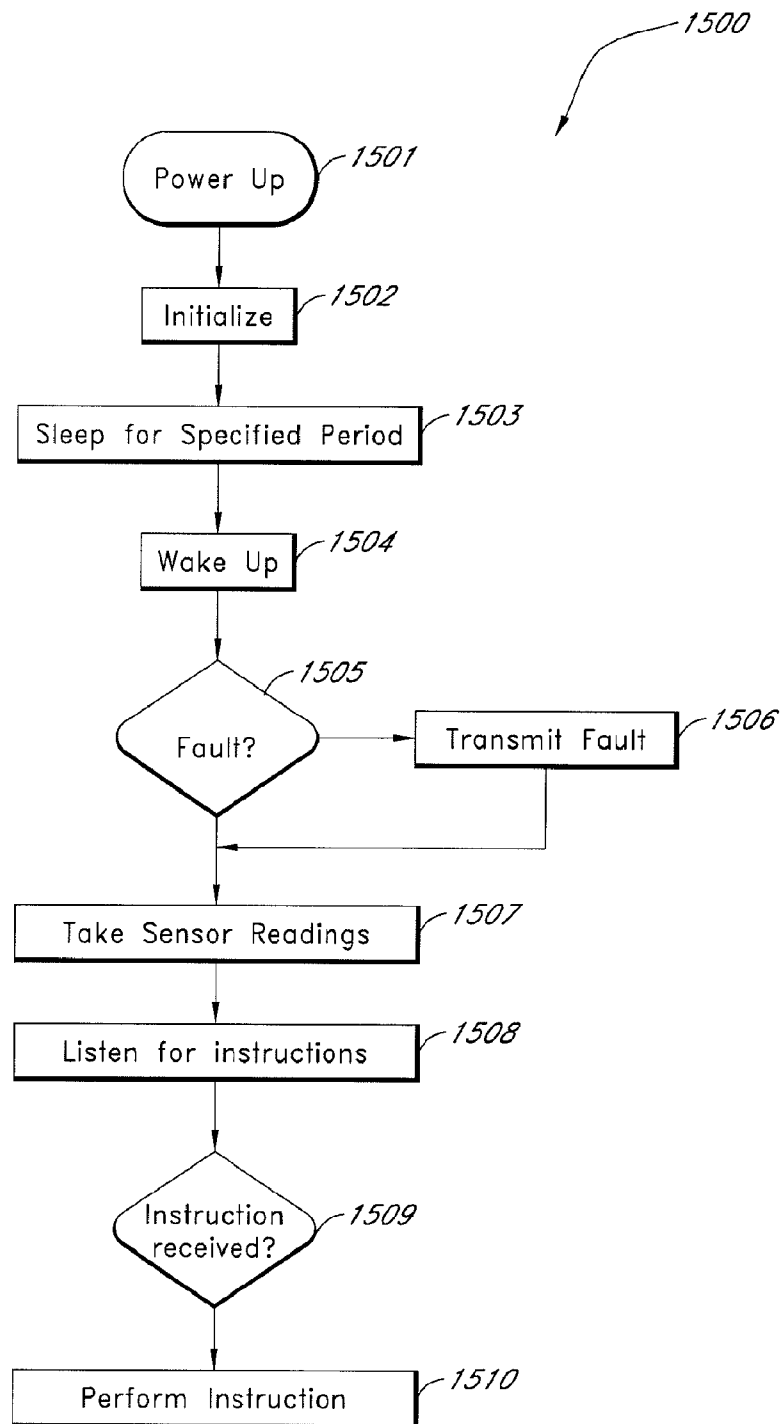 1500
Power Up
1501
Initialize
1502
Sleep for Specified Period
1503
Wake Up
1504
Fault?
1505
Transmit Fault
1506
Take Sensor Readings
1507
Listen for instructions
1508
Instruction
received?
1509
Perform Instruction
1510